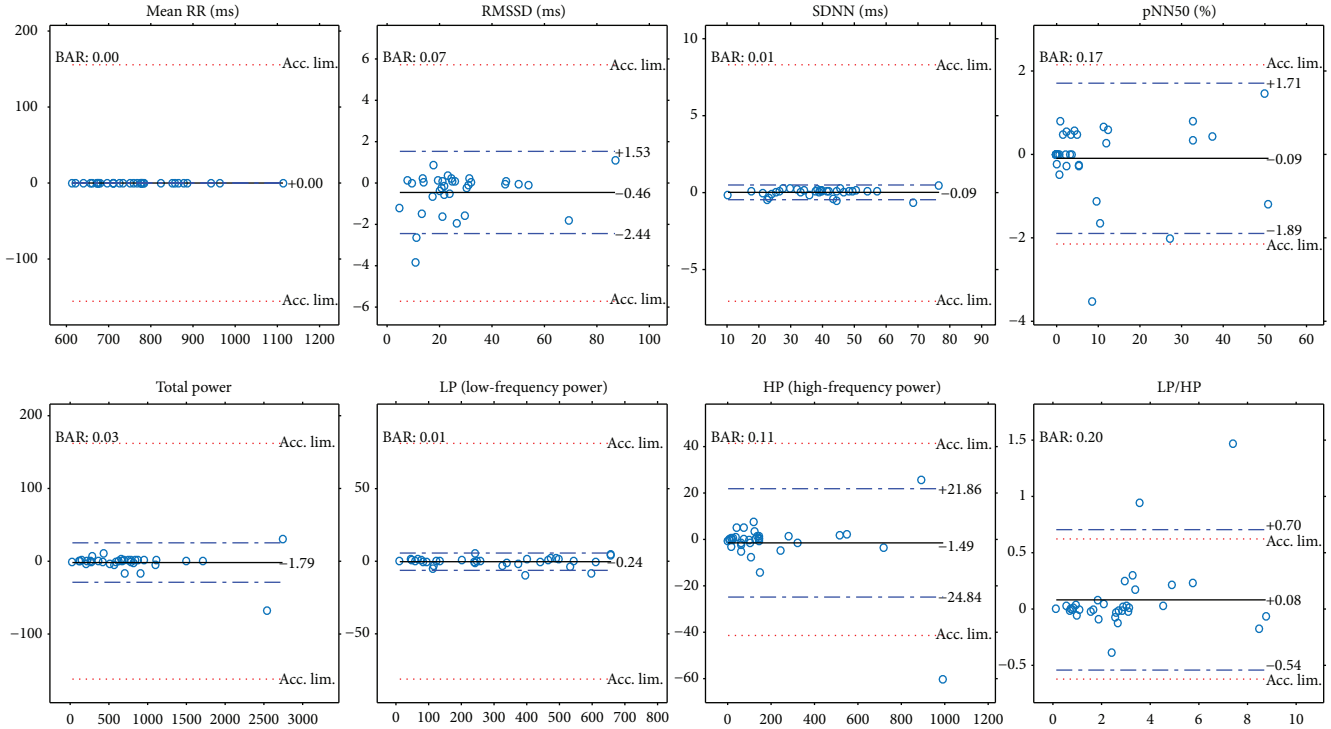 Mean RR (ms)
200
100
0
−100
BAR: 0.00
Acc. lim.
+0.00
Acc. lim.
600 700 800 900 1000 1100 1200
RMSSD (ms)
6
4
2
0
−2
−4
−6
BAR: 0.07
Acc. lim.
+1.53
−0.46
−2.44
Acc. lim.
0 20 40 60 80 100
SDNN (ms)
10
5
0
−5
BAR: 0.01
Acc. lim.
−0.09
Acc. lim.
10 20 30 40 50 60 70 80 90
pNN50 (%)
2
0
−2
−4
BAR: 0.17
Acc. lim.
+1.71
−0.09
−1.89
Acc. lim.
0 10 20 30 40 50 60
Total power
200
100
0
−100
BAR: 0.03
Acc. lim.
−1.79
Acc. lim.
0 500 1000 1500 2000 2500 3000
LP (low-frequency power)
50
0
−50
BAR: 0.01
Acc. lim.
−0.24
Acc. lim.
0 100 200 300 400 500 600 700 800
HP (high-frequency power)
40
20
0
−20
−40
−60
BAR: 0.11
Acc. lim.
+21.86
−1.49
−24.84
Acc. lim.
0 200 400 600 800 1000 1200
LP/HP
1.5
1
0.5
0
−0.5
BAR: 0.20
+0.70
Acc. lim.
+0.08
−0.54
Acc. lim.
0 2 4 6 8 10